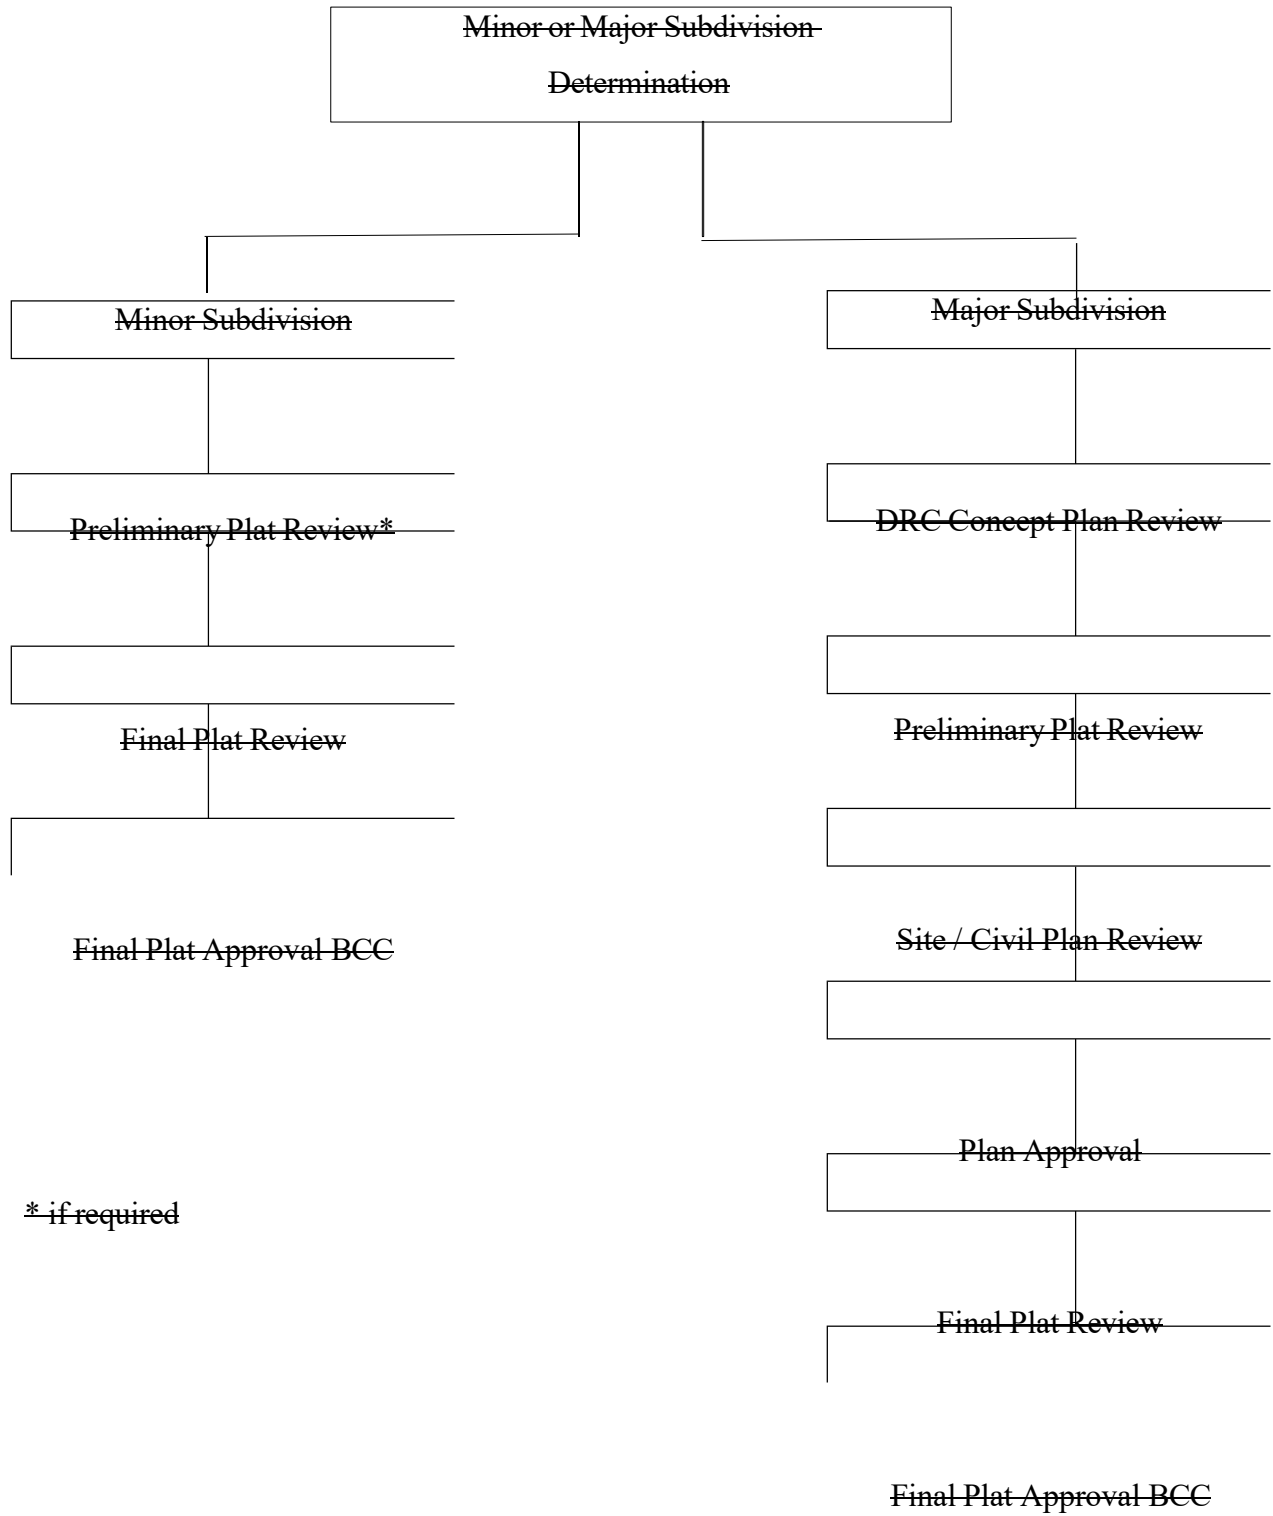 Minor or Major Subdivision
Determination
Minor Subdivision
Preliminary Plat Review*
Final Plat Review
Final Plat Approval BCC
* if required
Major Subdivision
DRC Concept Plan Review
Preliminary Plat Review
Site / Civil Plan Review
Plan Approval
Final Plat Review
Final Plat Approval BCC